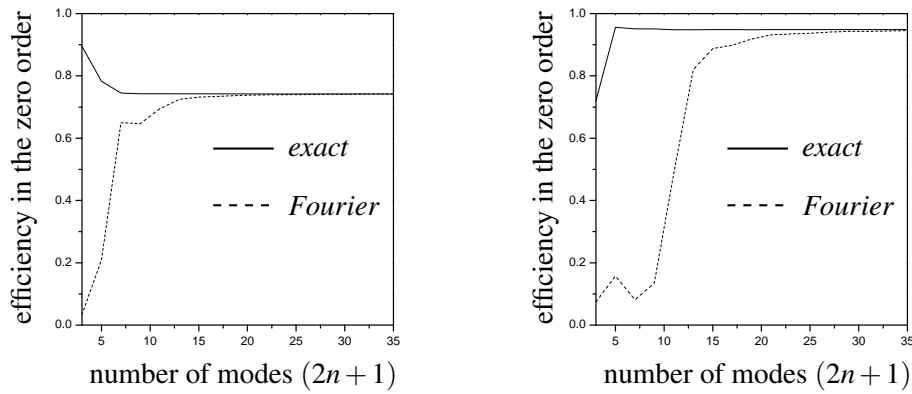 efficiency in the zero order
1.0
0.8
0.6
0.4
0.2
0.0
exact
Fourier
5 10 15 20 25 30 35
number of modes (2n + 1)
efficiency in the zero order
1.0
0.8
0.6
0.4
0.2
0.0
exact
Fourier
5 10 15 20 25 30 35
number of modes (2n + 1)